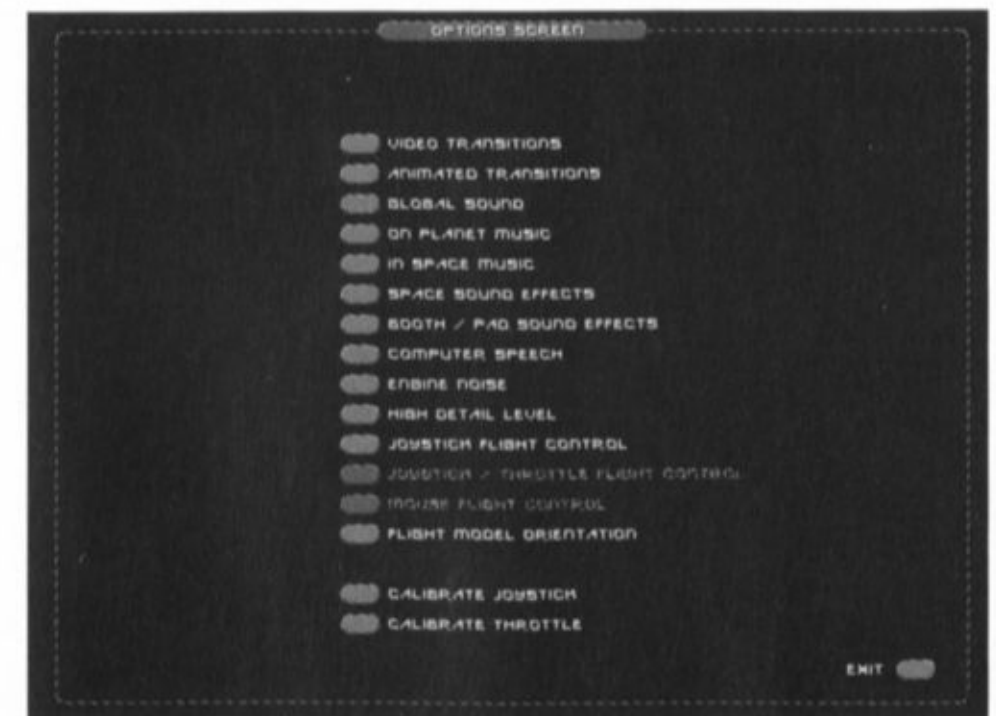 OPTIONS SCREEN
VIDEO TRANSITIONS
ANIMATED TRANSITIONS
GLOBAL SOUND
ON PLANET MUSIC
IN SPACE MUSIC
SPACE SOUND EFFECTS
BOOTH / PAD SOUND EFFECTS
COMPUTER SPEECH
ENGINE NOISE
HIGH DETAIL LEVEL
JOYSTICK FLIGHT CONTROL
JOYSTICK / THROTTLE FLIGHT CONTROL
MOUSE FLIGHT CONTROL
FLIGHT MODEL ORIENTATION
CALIBRATE JOYSTICK
CALIBRATE THROTTLE
EXIT